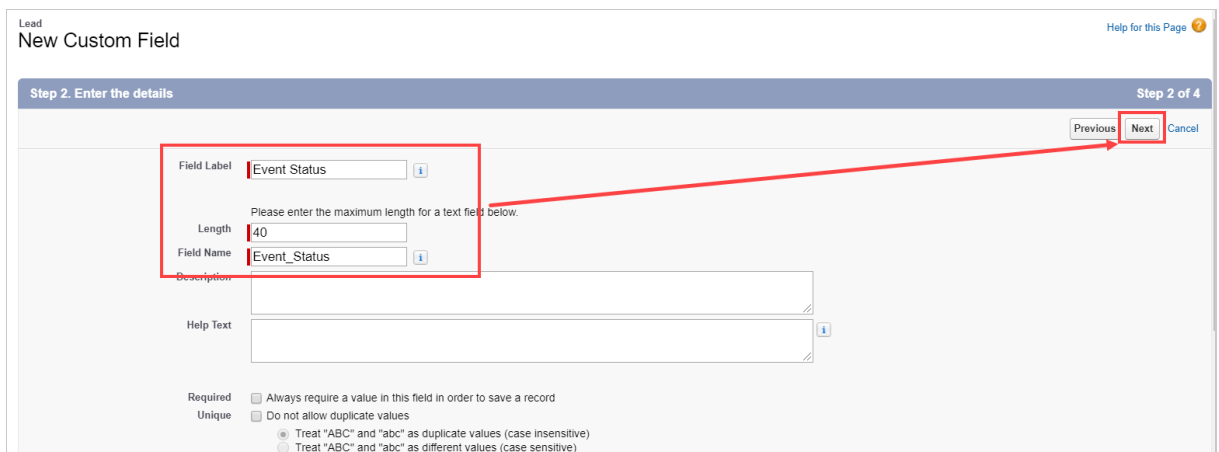 Lead
New Custom Field
Help for this Page
Step 2. Enter the details
Step 2 of 4
Previous
Next
Cancel
Field Label
Event Status
Please enter the maximum length for a text field below.
Length
40
Field Name
Event_Status
Description
Help Text
Required
Always require a value in this field in order to save a record
Unique
Do not allow duplicate values
Treat "ABC" and "abc" as duplicate values (case insensitive)
Treat "ABC" and "abc" as different values (case sensitive)